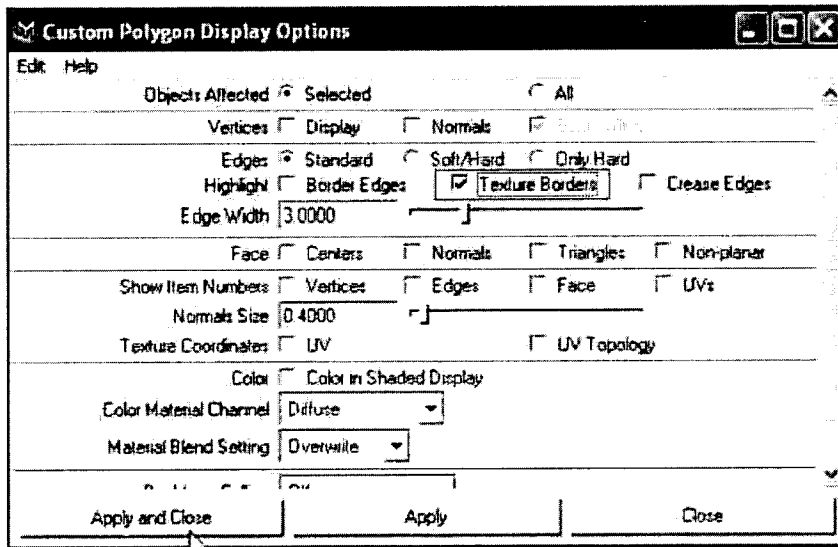 Custom Polygon Display Options
Edit Help
Objects Affected Selected All
Vertices Display Normals
Edges Standard Soft/Hard Only Hard
Highlight Border Edges Texture Borders Crease Edges
Edge Width 3.0000
Face Centers Normals Triangles Non-planar
Show Item Numbers Vertices Edges Face UVs
Normals Size 0.4000
Texture Coordinates UV UV Topology
Color Color in Shaded Display
Color Material Channel Diffuse
Material Blend Setting Overwrite
Apply and Close Apply Close